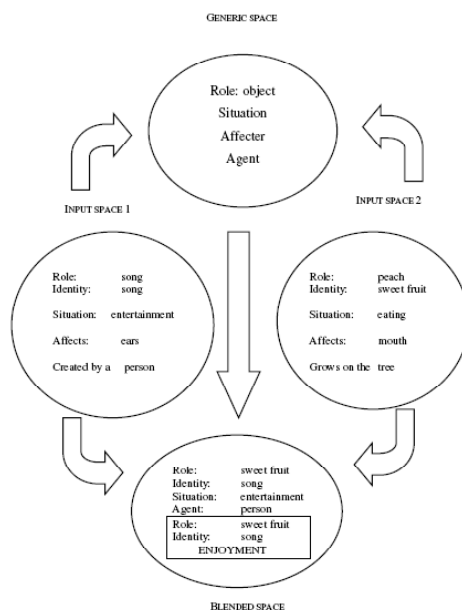 GENERIC SPACE
Role: object
Situation
Affecter
Agent
INPUT SPACE 1
INPUT SPACE 2
Role: song
Identity: song
Situation: entertainment
Affects: ears
Created by a person
Role: peach
Identity: sweet fruit
Situation: eating
Affects: mouth
Grows on the tree
Role: sweet fruit
Identity: song
Situation: entertainment
Agent: person
Role: sweet fruit
Identity: song
ENJOYMENT
BLENDED SPACE